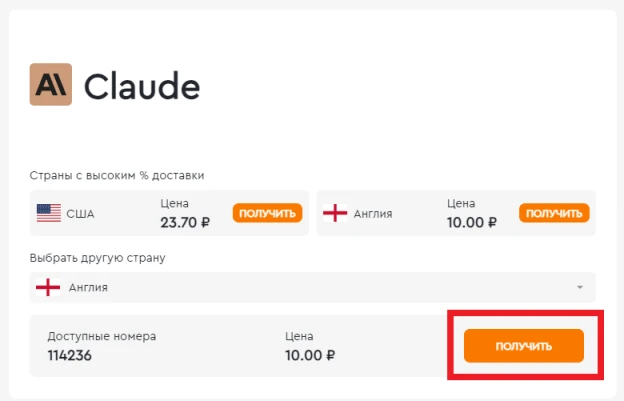 A\ Claude
Страны с высоким % доставки
США
Цена
23.70 ₽
ПОЛУЧИТЬ
Англия
Цена
10.00 ₽
ПОЛУЧИТЬ
Выбрать другую страну
Англия
Доступные номера
114236
Цена
10.00 ₽
ПОЛУЧИТЬ